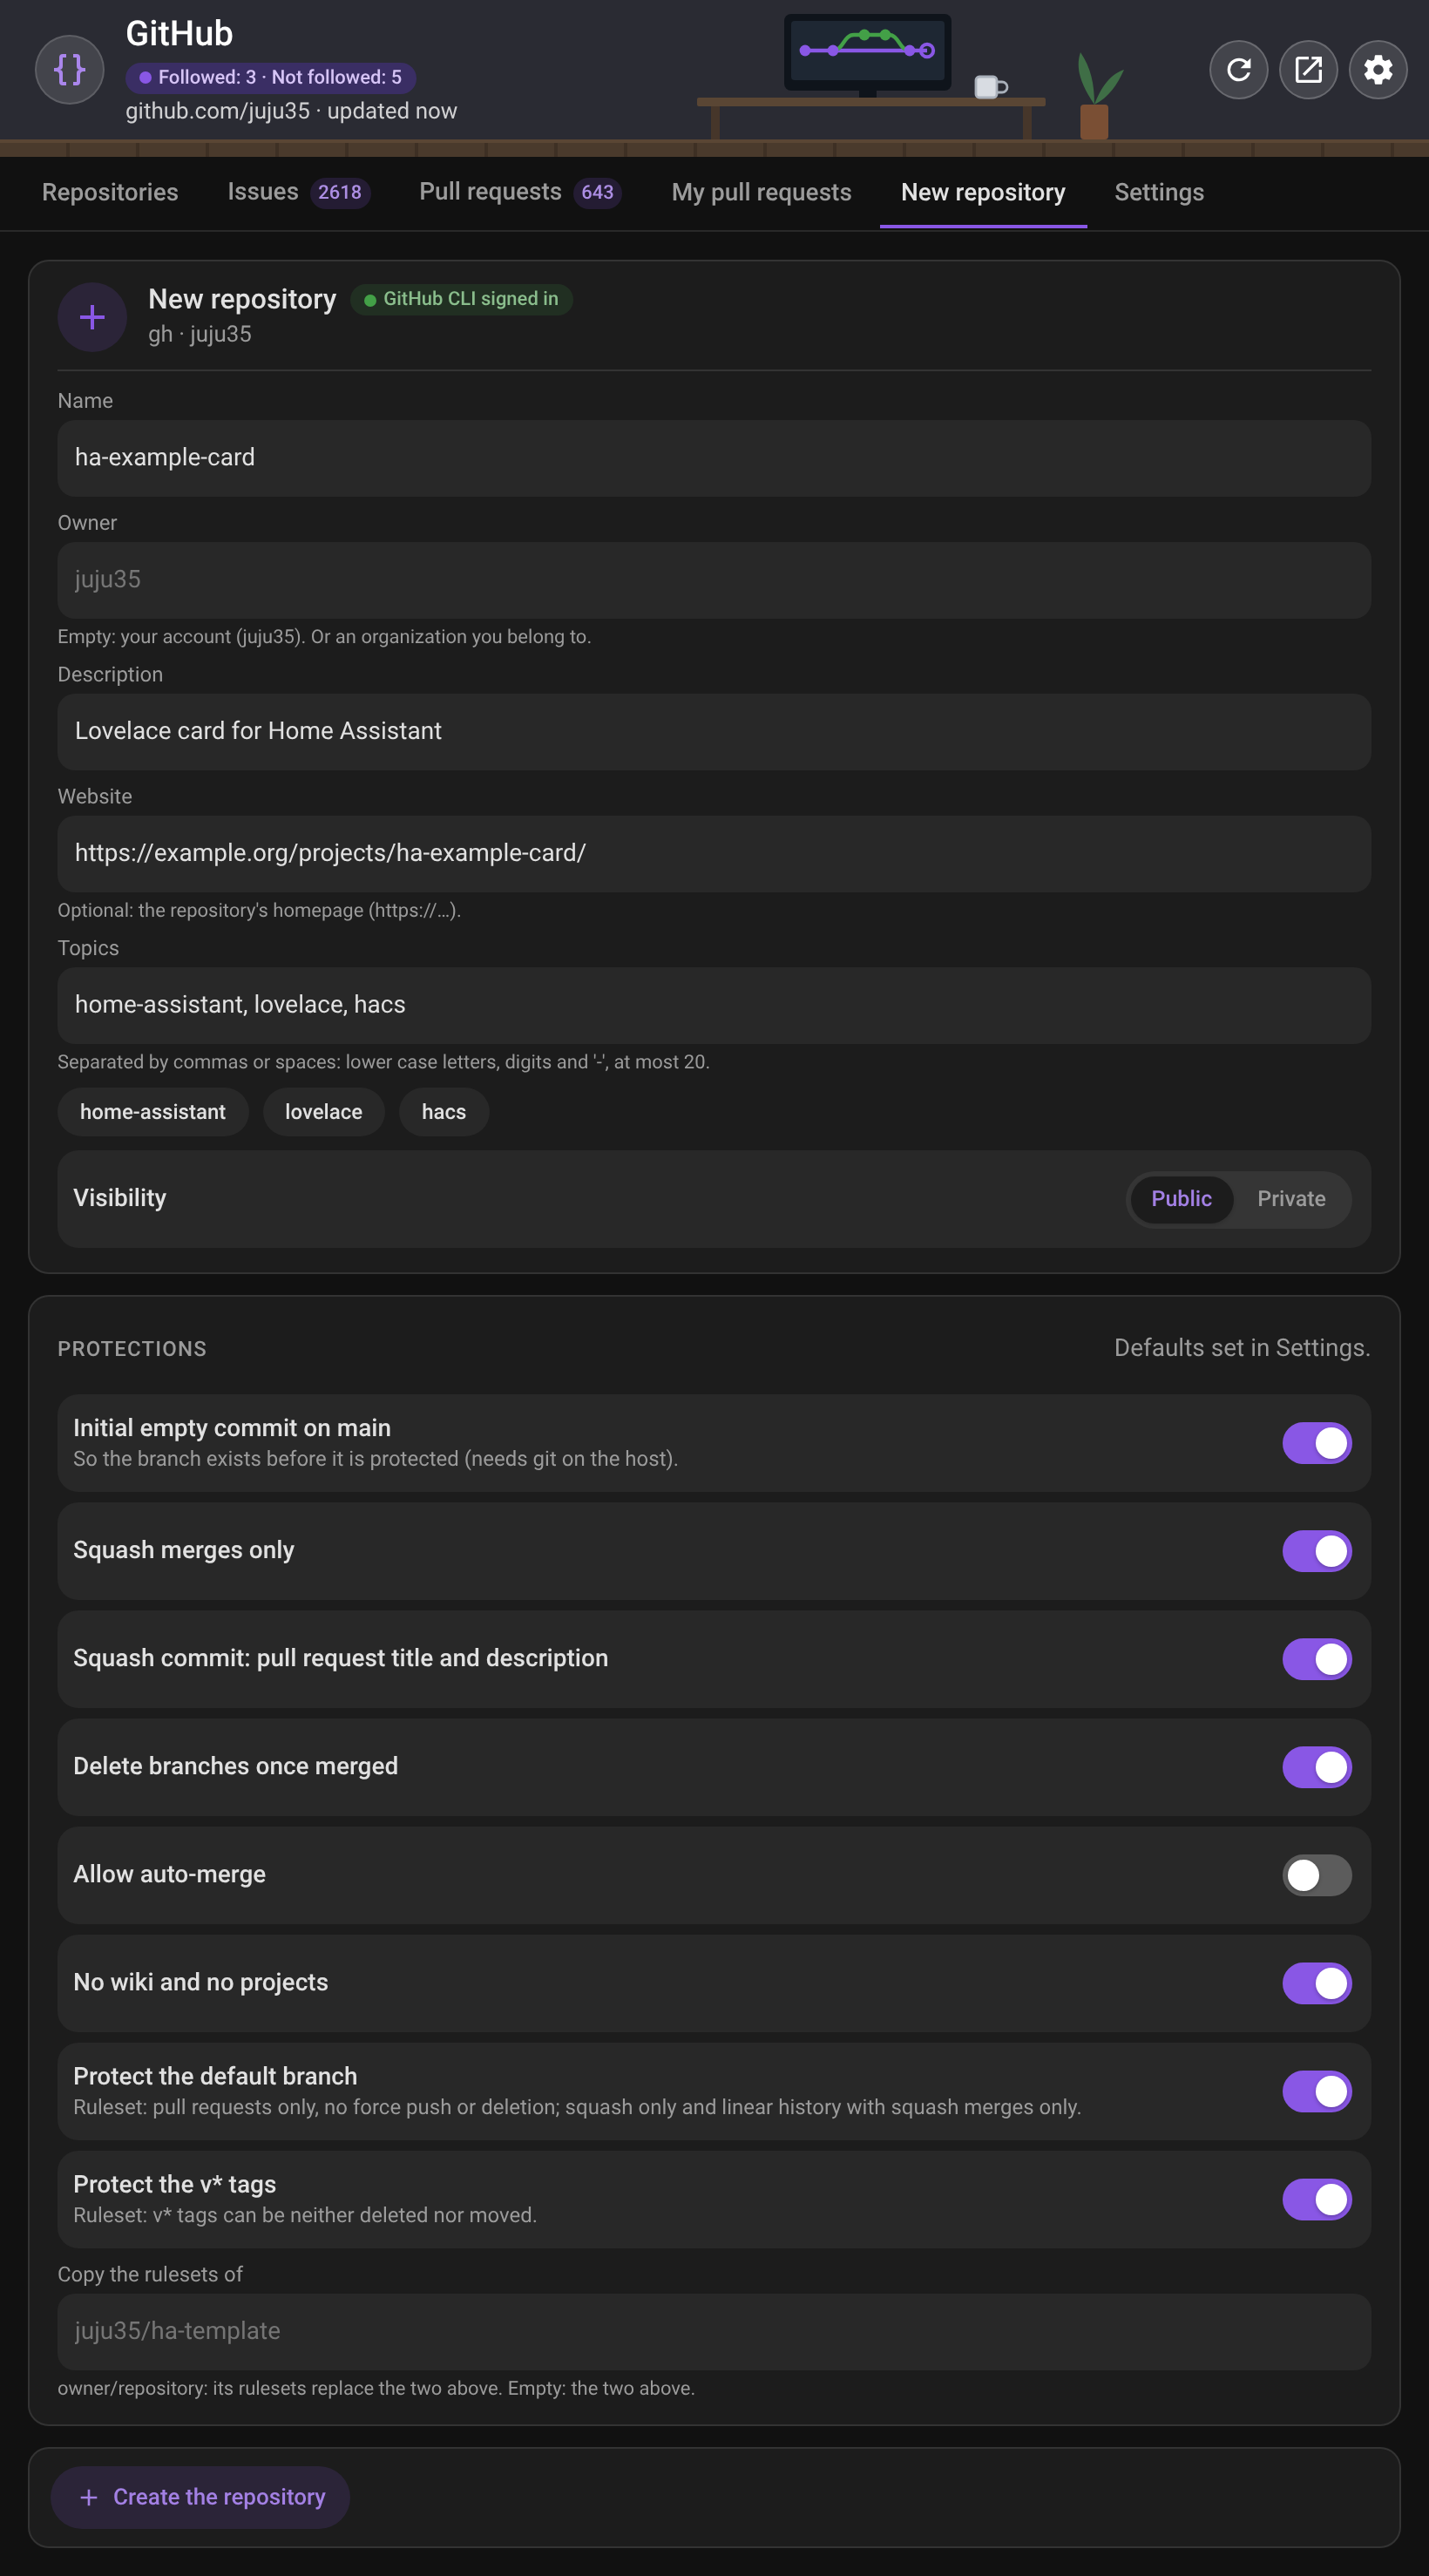 GitHub
Followed: 3 · Not followed: 5
github.com/juju35 · updated now
Repositories
Issues 2618
Pull requests 643
My pull requests
New repository
Settings
New repository
GitHub CLI signed in
gh · juju35
Name
ha-example-card
Owner
juju35
Empty: your account (juju35). Or an organization you belong to.
Description
Lovelace card for Home Assistant
Website
https://example.org/projects/ha-example-card/
Optional: the repository's homepage (https://…).
Topics
home-assistant, lovelace, hacs
Separated by commas or spaces: lower case letters, digits and '-', at most 20.
home-assistant
lovelace
hacs
Visibility
Public
Private
PROTECTIONS
Defaults set in Settings.
Initial empty commit on main
So the branch exists before it is protected (needs git on the host).
Squash merges only
Squash commit: pull request title and description
Delete branches once merged
Allow auto-merge
No wiki and no projects
Protect the default branch
Ruleset: pull requests only, no force push or deletion; squash only and linear history with squash merges only.
Protect the v* tags
Ruleset: v* tags can be neither deleted nor moved.
Copy the rulesets of
juju35/ha-template
owner/repository: its rulesets replace the two above. Empty: the two above.
Create the repository